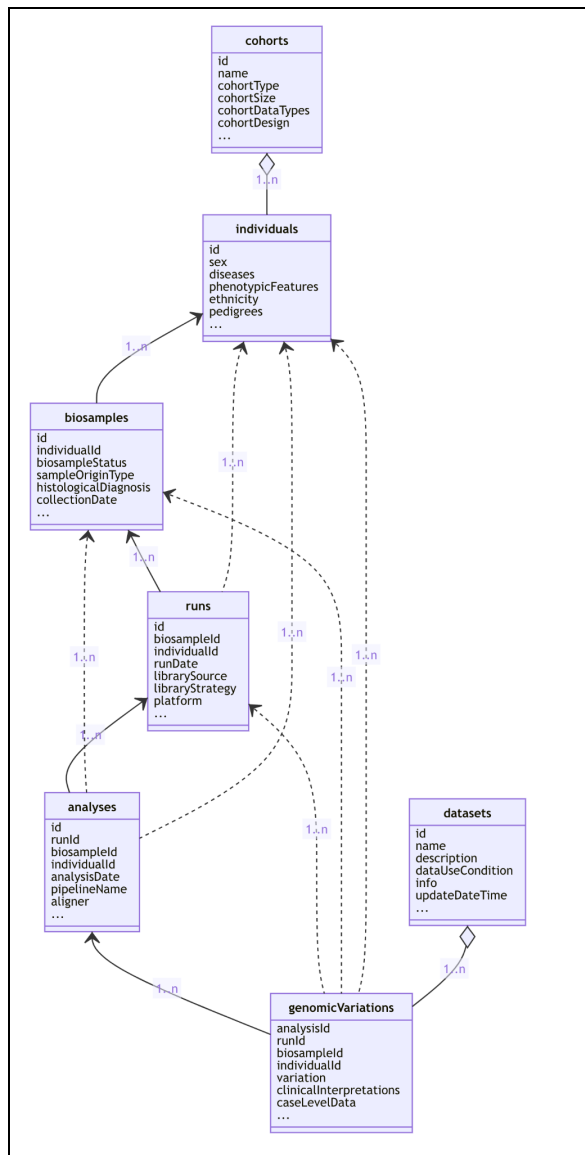 cohorts
id
name
cohortType
cohortSize
cohortDataTypes
cohortDesign
...
1..n
individuals
id
sex
diseases
phenotypicFeatures
ethnicity
pedigrees
...
1..n
biosamples
id
individualId
biosampleStatus
sampleOriginType
histologicalDiagnosis
collectionDate
...
1..n
1..n
runs
id
biosampleId
individualId
runDate
librarySource
libraryStrategy
platform
...
1..n
1..n
1..n
1..n
analyses
id
runId
biosampleId
individualId
analysisDate
pipelineName
aligner
...
1..n
datasets
id
name
description
dataUseCondition
info
updateDateTime
...
1..n
1..n
genomicVariations
analysisId
runId
biosampleId
individualId
variation
clinicalInterpretations
caseLevelData
...